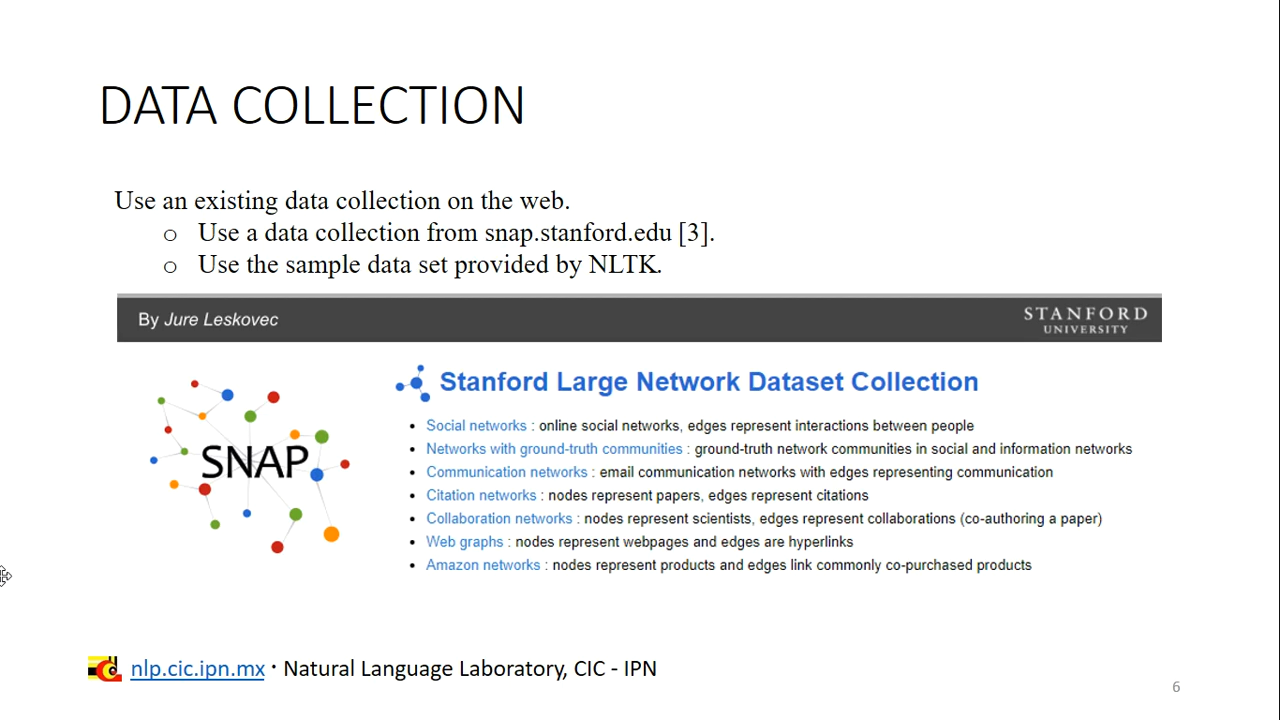 DATA COLLECTION
Use an existing data collection on the web.
o Use a data collection from snap.stanford.edu [3].
o Use the sample data set provided by NLTK.
By Jure Leskovec
STANFORD
UNIVERSITY
SNAP
Stanford Large Network Dataset Collection
• Social networks : online social networks, edges represent interactions between people
• Networks with ground-truth communities : ground-truth network communities in social and information networks
• Communication networks : email communication networks with edges representing communication
• Citation networks : nodes represent papers, edges represent citations
• Collaboration networks : nodes represent scientists, edges represent collaborations (co-authoring a paper)
• Web graphs : nodes represent webpages and edges are hyperlinks
• Amazon networks : nodes represent products and edges link commonly co-purchased products
nlp.cic.ipn.mx · Natural Language Laboratory, CIC - IPN
6